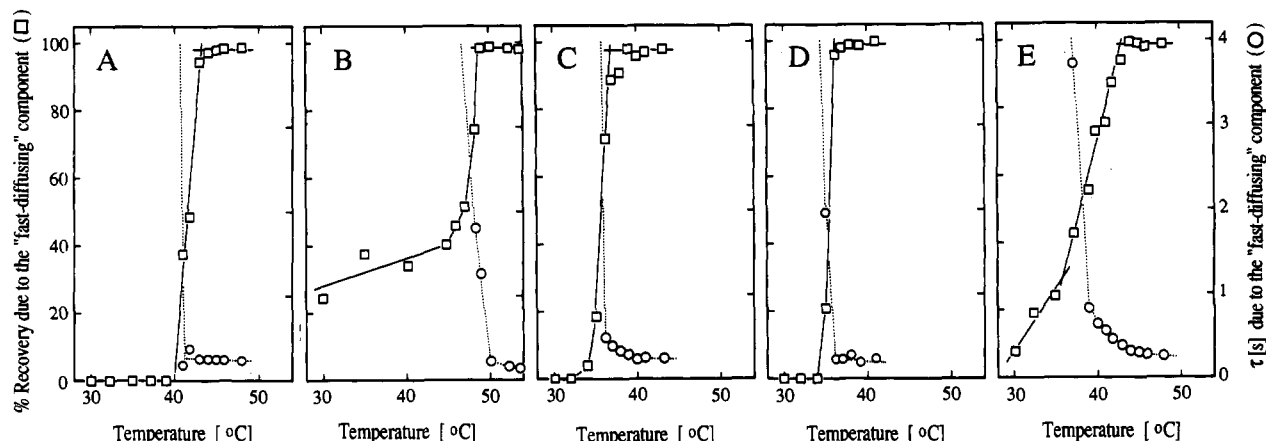 % Recovery due to the "fast-diffusing" component (□)
100
80
60
40
20
0
A
B
C
D
E
4
3
2
1
0
τ [s] due to the "fast-diffusing" component (O)
30 40 50
30 40 50
30 40 50
30 40 50
30 40 50
Temperature [ °C]
Temperature [ °C]
Temperature [ °C]
Temperature [ °C]
Temperature [ °C]